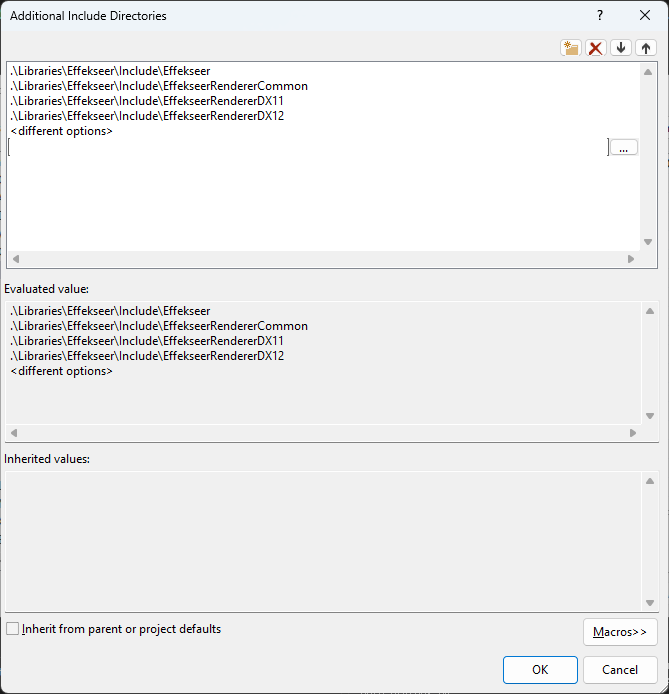 Additional Include Directories
?
.\Libraries\Effekseer\Include\Effekseer
.\Libraries\Effekseer\Include\EffekseerRendererCommon
.\Libraries\Effekseer\Include\EffekseerRendererDX11
.\Libraries\Effekseer\Include\EffekseerRendererDX12
<different options>
...
Evaluated value:
.\Libraries\Effekseer\Include\Effekseer
.\Libraries\Effekseer\Include\EffekseerRendererCommon
.\Libraries\Effekseer\Include\EffekseerRendererDX11
.\Libraries\Effekseer\Include\EffekseerRendererDX12
<different options>
Inherited values:
Inherit from parent or project defaults
Macros>>
OK
Cancel